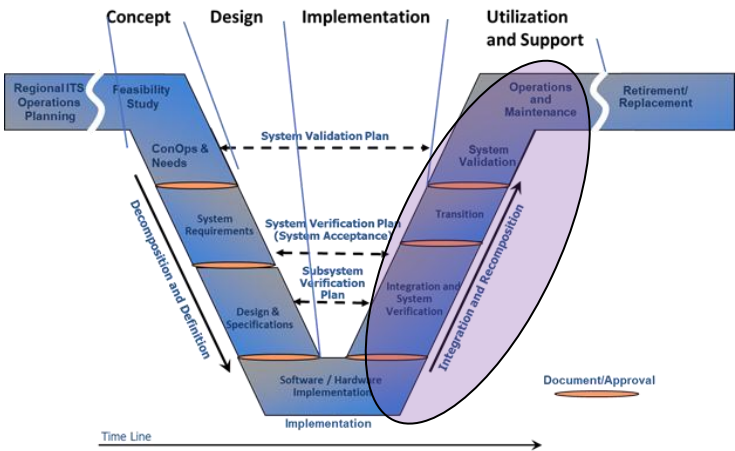 Concept
Design
Implementation
Utilization
and Support
Regional ITS
Operations
Planning
Feasibility
Study
Operations
and
Maintenance
Retirement/
Replacement
System Validation Plan
ConOps &
Needs
System
Validation
System
Requirements
System Verification Plan
(System Acceptance)
Transition
Subsystem
Verification
Plan
Integration and
System
Verification
Design &
Specifications
Decomposition and Definition
Integration and Recomposition
Software / Hardware
Implementation
Implementation
Document/Approval
Time Line